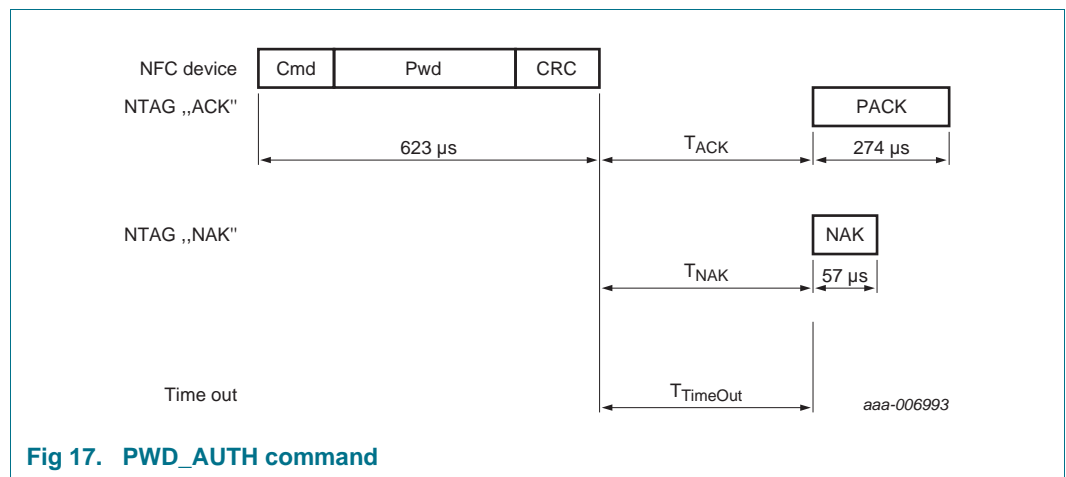 NFC device Cmd Pwd CRC
NTAG ,,ACK" PACK
623 µs TACK 274 µs
NTAG ,,NAK" NAK
TNAK 57 µs
Time out TTimeOut aaa-006993
Fig 17. PWD_AUTH command